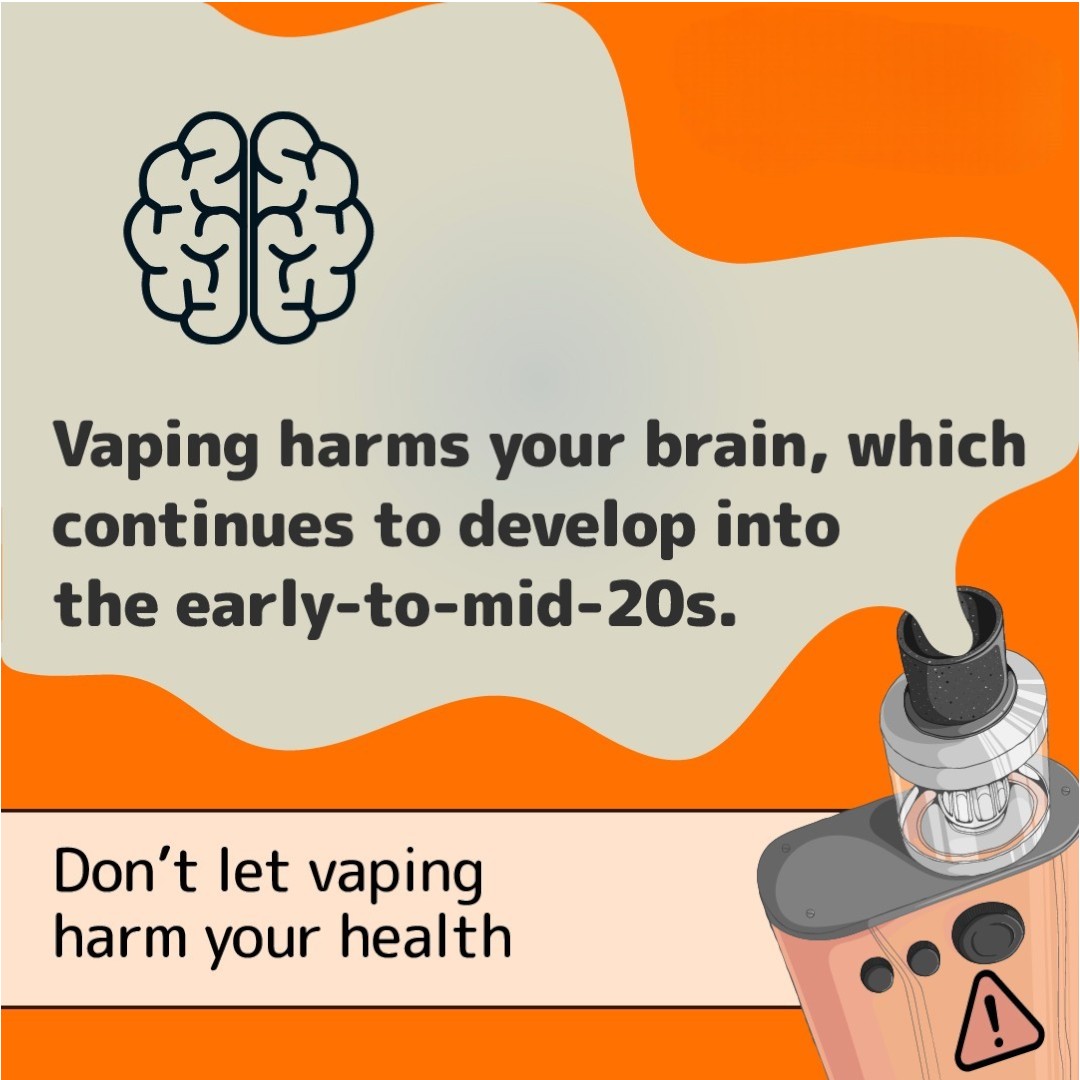 Vaping harms your brain, which
continues to develop into
the early-to-mid-20s.
Don’t let vaping
harm your health
!